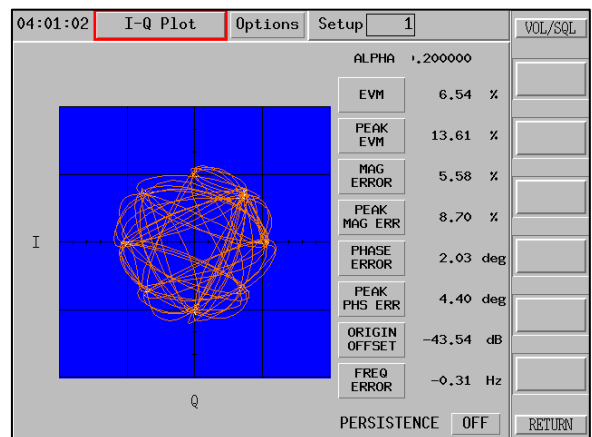 04:01:02 I-Q Plot Options Setup 1 VOL/SQL
ALPHA .200000
EVM 6.54 %
PEAK EVM 13.61 %
MAG ERROR 5.58 %
PEAK MAG ERR 8.70 %
I
PHASE ERROR 2.03 deg
PEAK PHS ERR 4.40 deg
ORIGIN OFFSET -43.54 dB
FREQ ERROR -0.31 Hz
Q
PERSISTENCE OFF RETURN